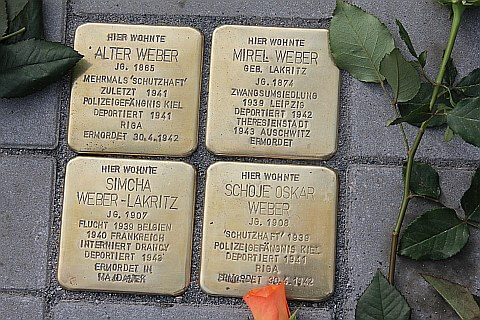 HIER WOHNTE
ALTER WEBER
JG. 1865
MEHRMALS 'SCHUTZHAFT'
ZULETZT 1941
POLIZEIGEFÄNGNIS KIEL
DEPORTIERT 1941
RIGA
ERMORDET 30.4.1942
HIER WOHNTE
MIREL WEBER
GEB. LAKRITZ
JG. 1874
ZWANGSUMSIEDLUNG
1939 LEIPZIG
DEPORTIERT 1942
THERESIENSTADT
1943 AUSCHWITZ
ERMORDET
HIER WOHNTE
SIMCHA
WEBER-LAKRITZ
JG. 1907
FLUCHT 1939 BELGIEN
1940 FRANKREICH
INTERNIERT DRANCY
DEPORTIERT 1943
ERMORDET IN
MAJDANEK
HIER WOHNTE
SCHOJE OSKAR
WEBER
JG. 1908
'SCHUTZHAFT' 1939
POLIZEIGEFÄNGNIS KIEL
DEPORTIERT 1941
RIGA
ERMORDET 30.4.1942